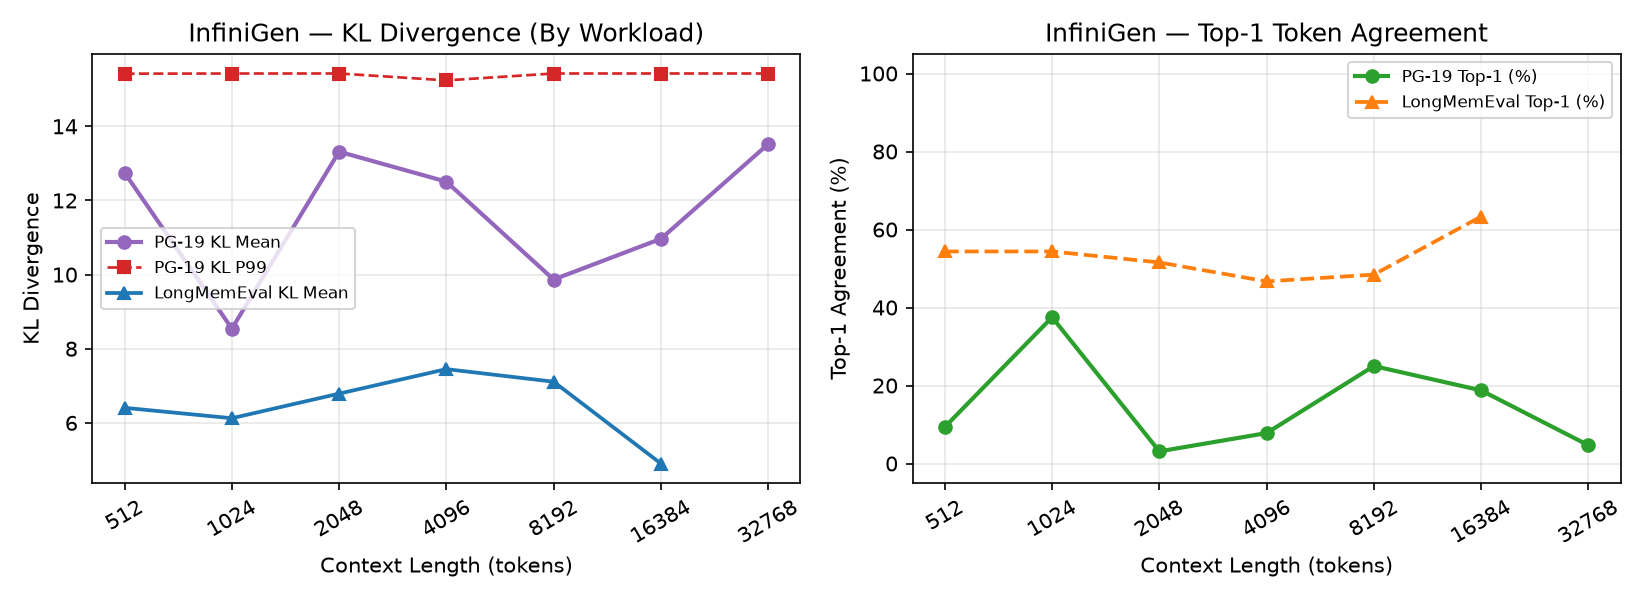 InfiniGen — KL Divergence (By Workload)
KL Divergence
14
12
10
8
6
PG-19 KL Mean
PG-19 KL P99
LongMemEval KL Mean
512
1024
2048
4096
8192
16384
32768
Context Length (tokens)
InfiniGen — Top-1 Token Agreement
Top-1 Agreement (%)
100
80
60
40
20
0
PG-19 Top-1 (%)
LongMemEval Top-1 (%)
512
1024
2048
4096
8192
16384
32768
Context Length (tokens)